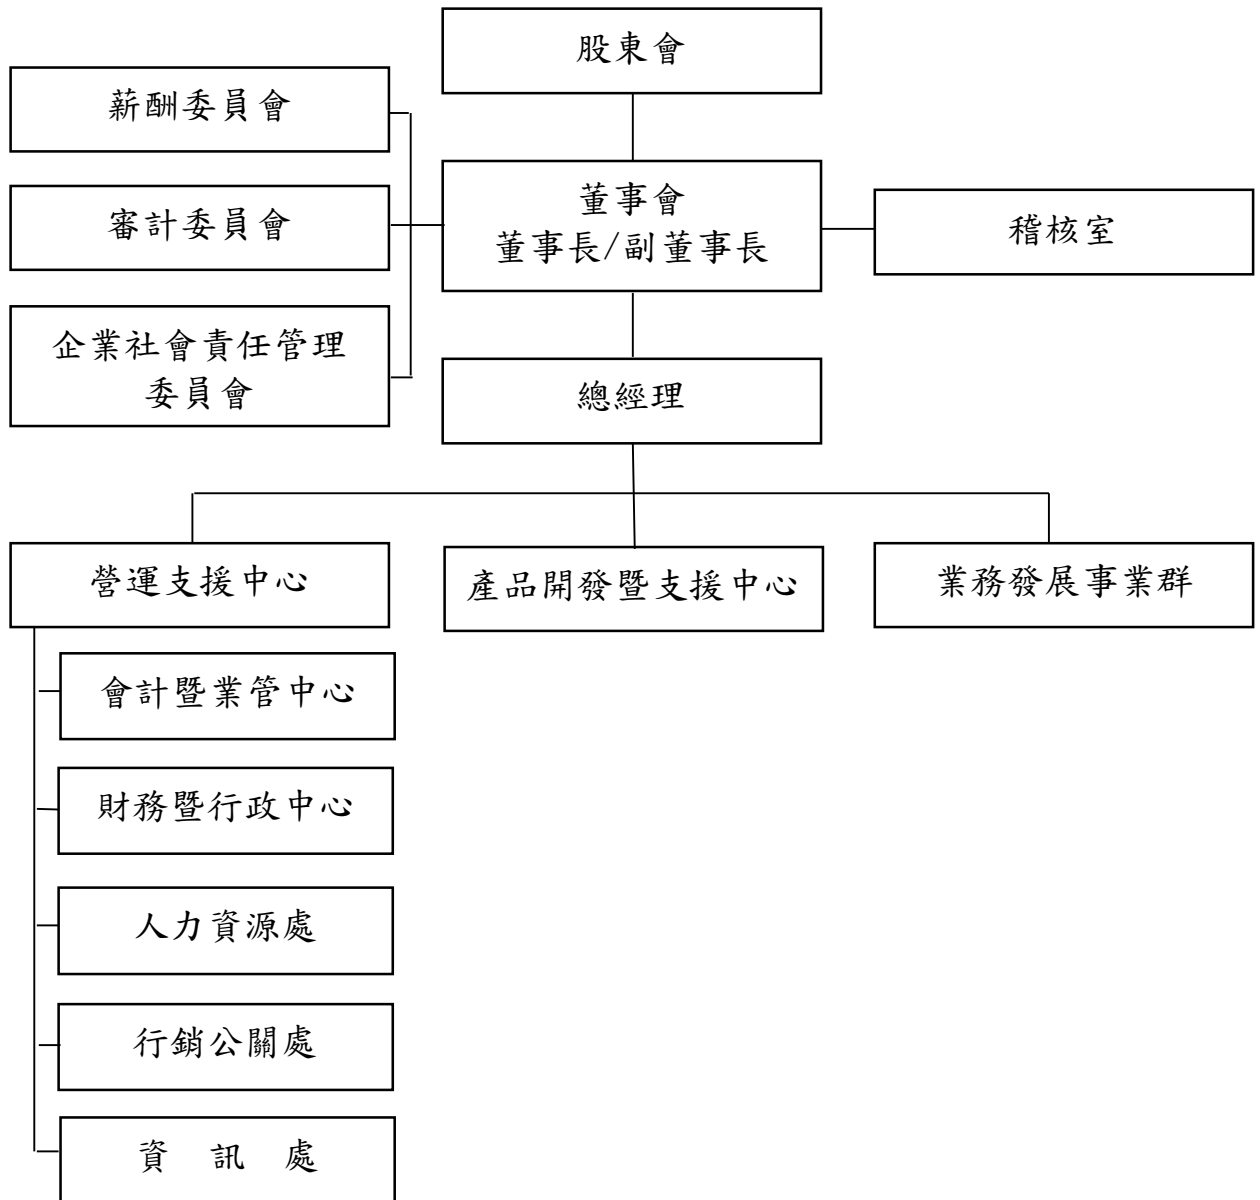 股東會
薪酬委員會
審計委員會
企業社會責任管理
委員會
董事會
董事長/副董事長
稽核室
總經理
營運支援中心
產品開發暨支援中心
業務發展事業群
會計暨業管中心
財務暨行政中心
人力資源處
行銷公關處
資 訊 處